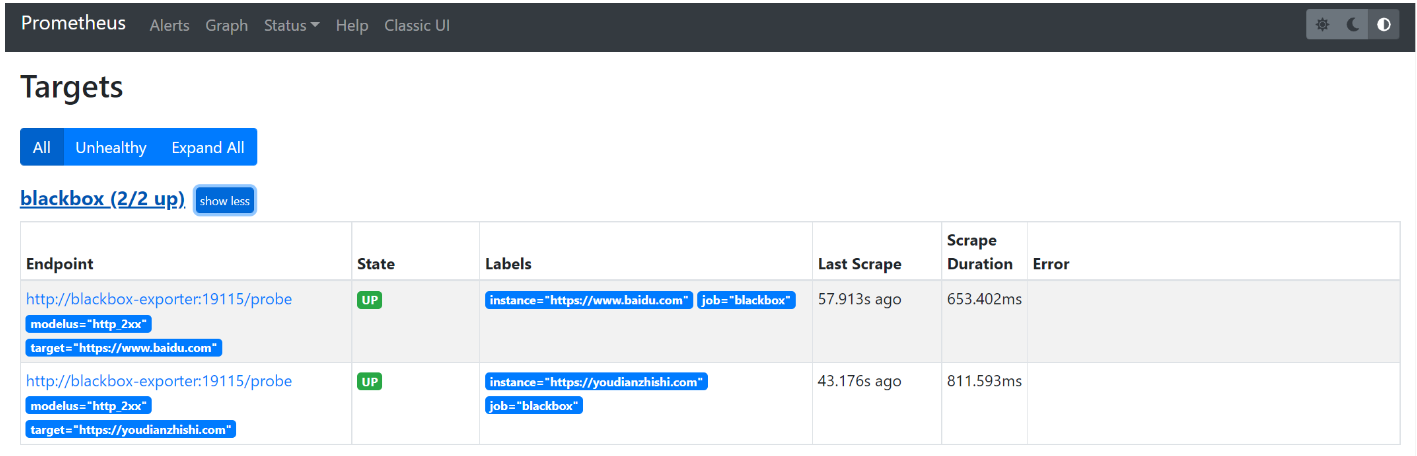 Prometheus Alerts Graph Status Help Classic UI
Targets
All Unhealthy Expand All
blackbox (2/2 up) show less
Endpoint State Labels Last Scrape Scrape Duration Error
http://blackbox-exporter:19115/probe UP instance="https://www.baidu.com" job="blackbox" 57.913s ago 653.402ms
modelus="http_2xx"
target="https://www.baidu.com"
http://blackbox-exporter:19115/probe UP instance="https://youdianzhishi.com" 43.176s ago 811.593ms
modelus="http_2xx" job="blackbox"
target="https://youdianzhishi.com"